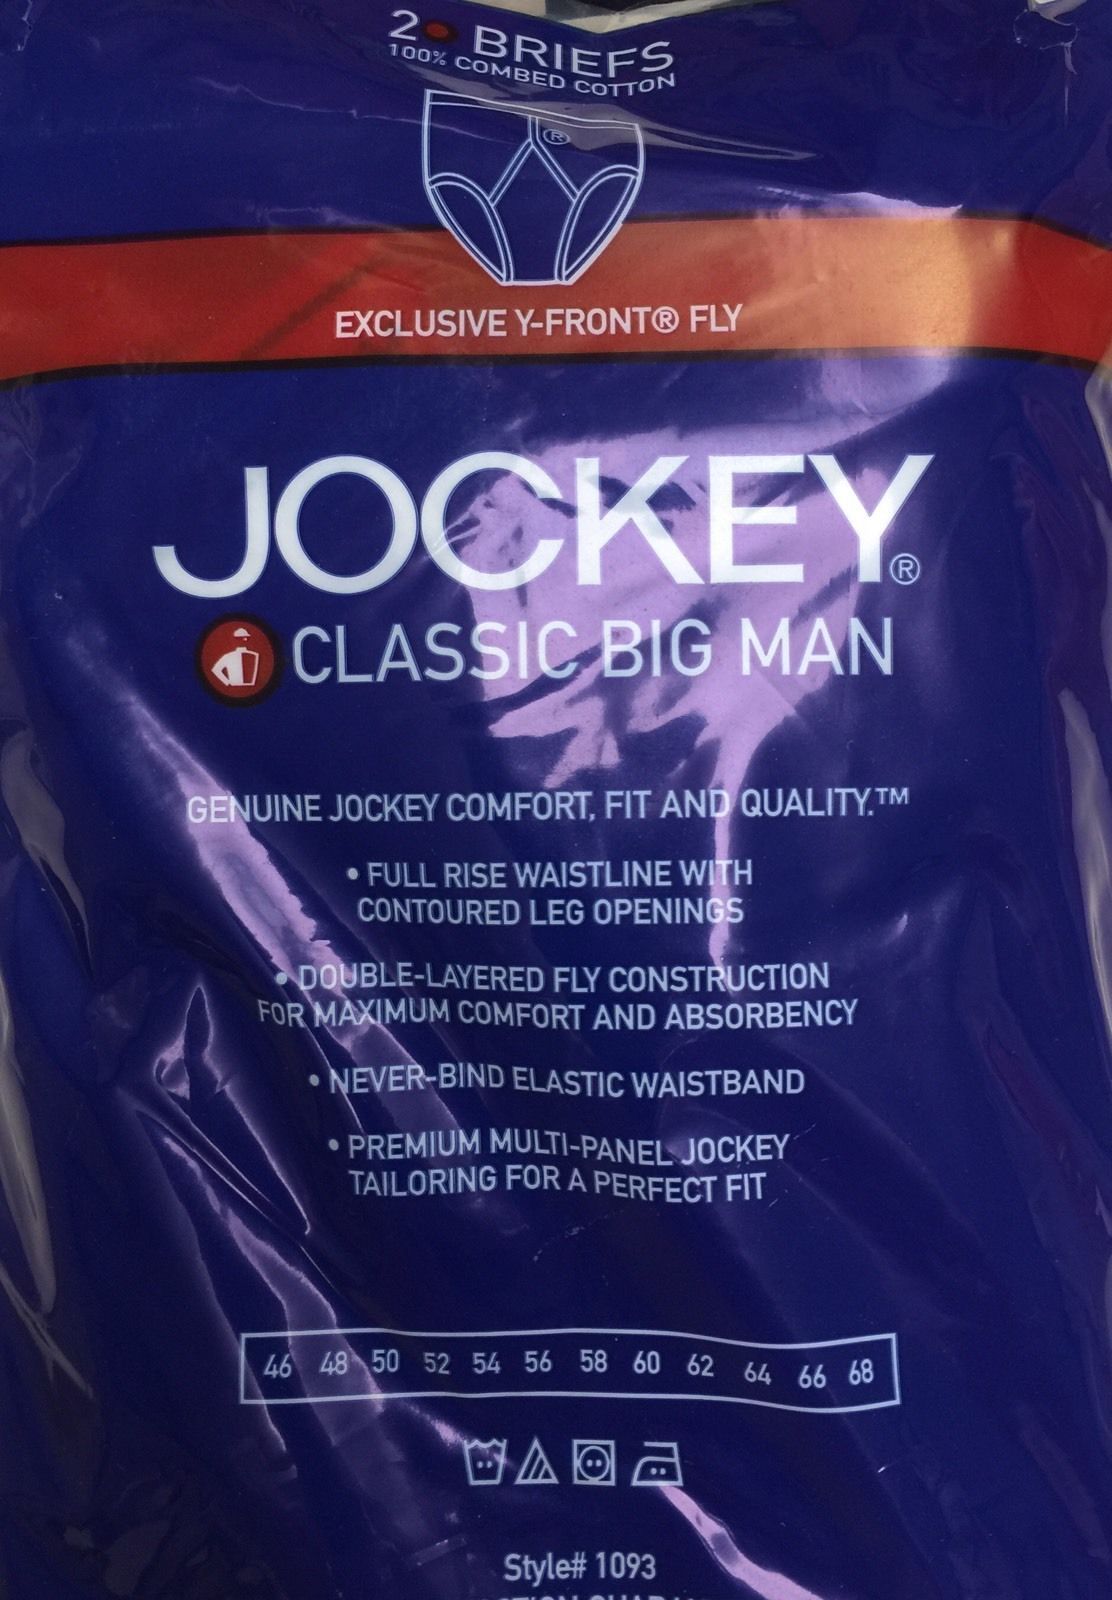 2 BRIEFS
100% COMBED COTTON
®
EXCLUSIVE Y-FRONT® FLY
JOCKEY®
CLASSIC BIG MAN
GENUINE JOCKEY COMFORT, FIT AND QUALITY.™
• FULL RISE WAISTLINE WITH
CONTOURED LEG OPENINGS
• DOUBLE-LAYERED FLY CONSTRUCTION
FOR MAXIMUM COMFORT AND ABSORBENCY
• NEVER-BIND ELASTIC WAISTBAND
• PREMIUM MULTI-PANEL JOCKEY
TAILORING FOR A PERFECT FIT
46 48 50 52 54 56 58 60 62 64 66 68
Style# 1093